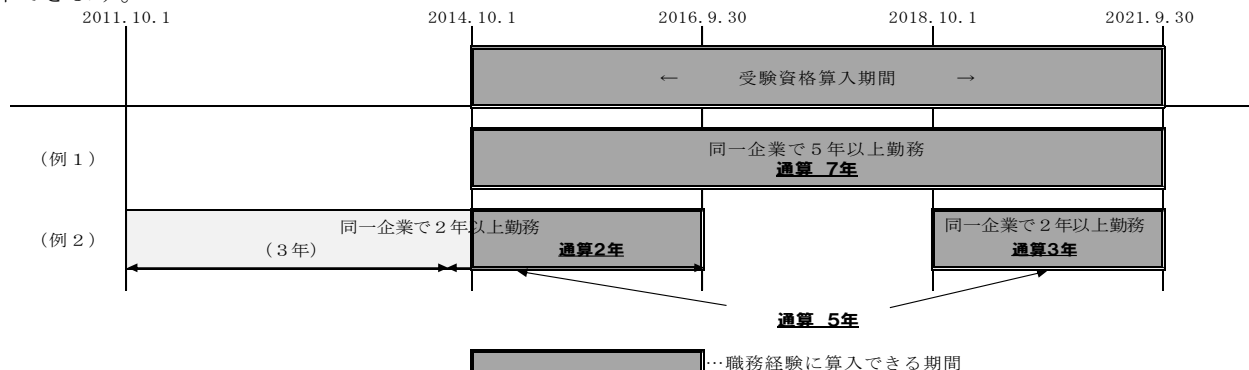 2011.10.1 2014.10.1 2016.9.30 2018.10.1 2021.9.30
← 受験資格算入期間 →
(例1) 同一企業で5年以上勤務
通算 7年
(例2) 同一企業で2年以上勤務 同一企業で2年以上勤務
(3年) 通算2年 通算3年
通算 5年
…職務経験に算入できる期間